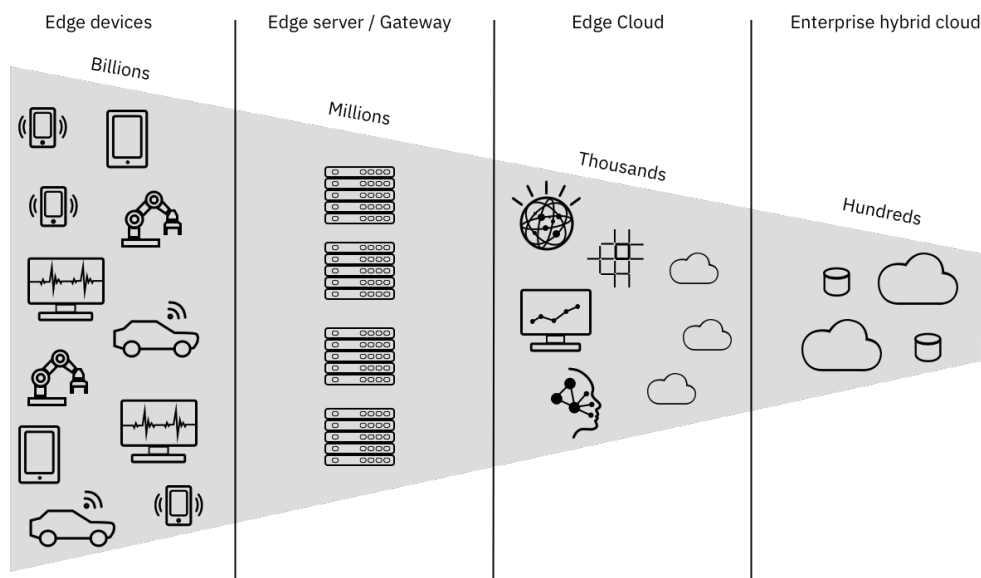 Edge devices
Edge server / Gateway
Edge Cloud
Enterprise hybrid cloud
Billions
Millions
Thousands
Hundreds